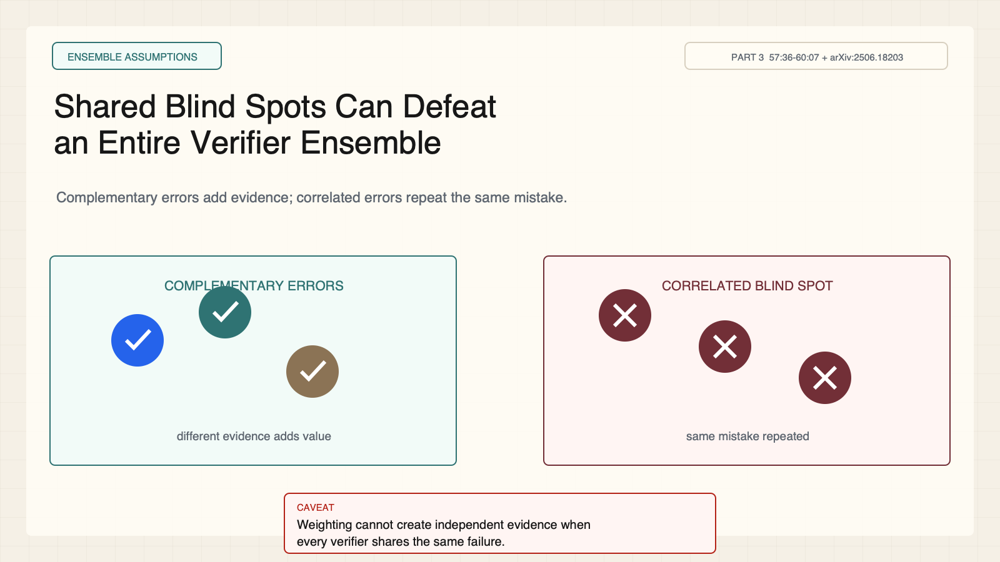 ENSEMBLE ASSUMPTIONS
PART 3 57:36-60:07 + arXiv:2506.18203
Shared Blind Spots Can Defeat
an Entire Verifier Ensemble
Complementary errors add evidence; correlated errors repeat the same mistake.
COMPLEMENTARY ERRORS
different evidence adds value
CORRELATED BLIND SPOT
same mistake repeated
CAVEAT
Weighting cannot create independent evidence when
every verifier shares the same failure.